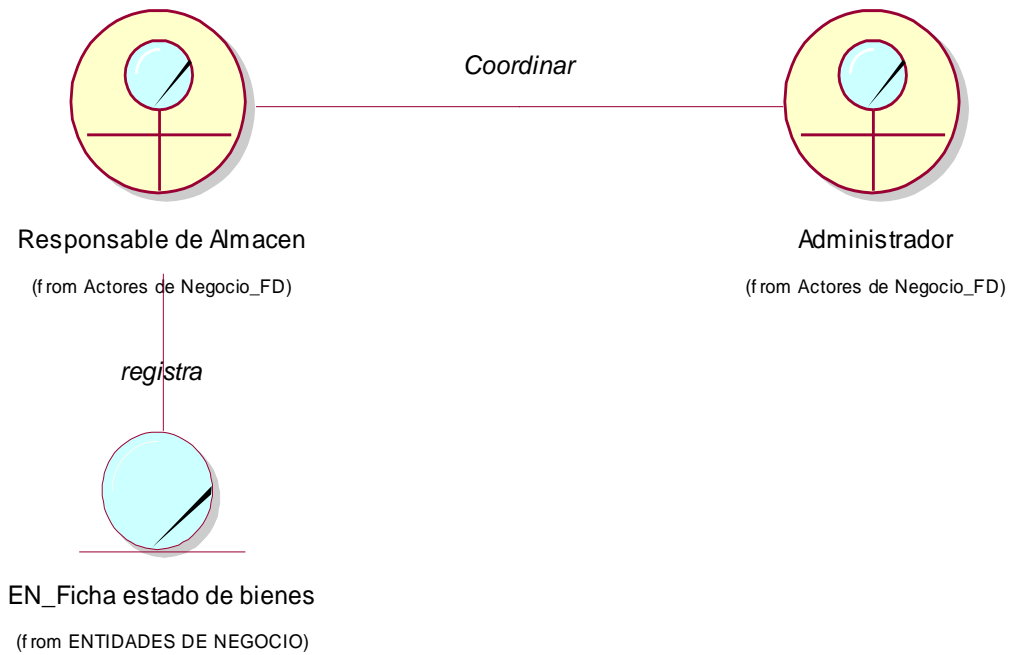 Coordinar
Responsable de Almacen
Administrador
(from Actores de Negocio_FD)
(from Actores de Negocio_FD)
registra
EN_Ficha estado de bienes
(from ENTIDADES DE NEGOCIO)